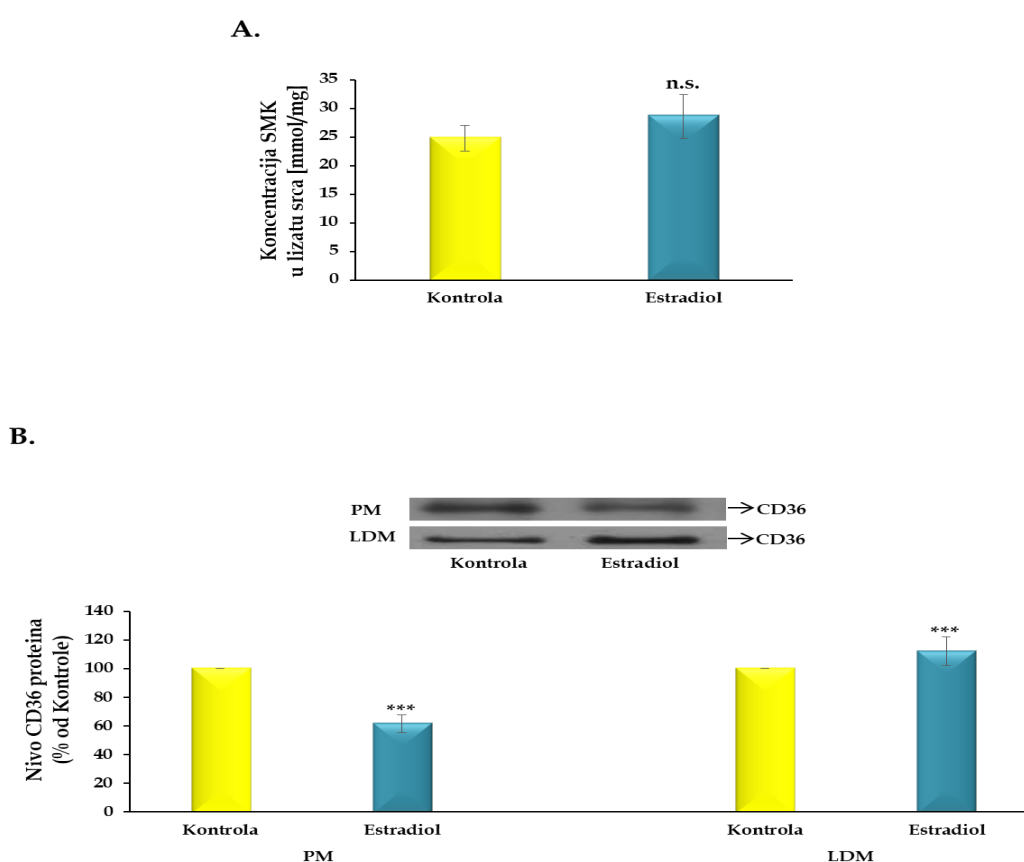 A.
Koncentracija SMK
u lizatu srca [mmol/mg]
35
30
25
20
15
10
5
0
n.s.
Kontrola
Estradiol
B.
PM
→CD36
LDM
→CD36
Kontrola
Estradiol
Nivo CD36 proteina
(% od Kontrole)
140
120
100
80
60
40
20
0
***
***
Kontrola
Estradiol
Kontrola
Estradiol
PM
LDM